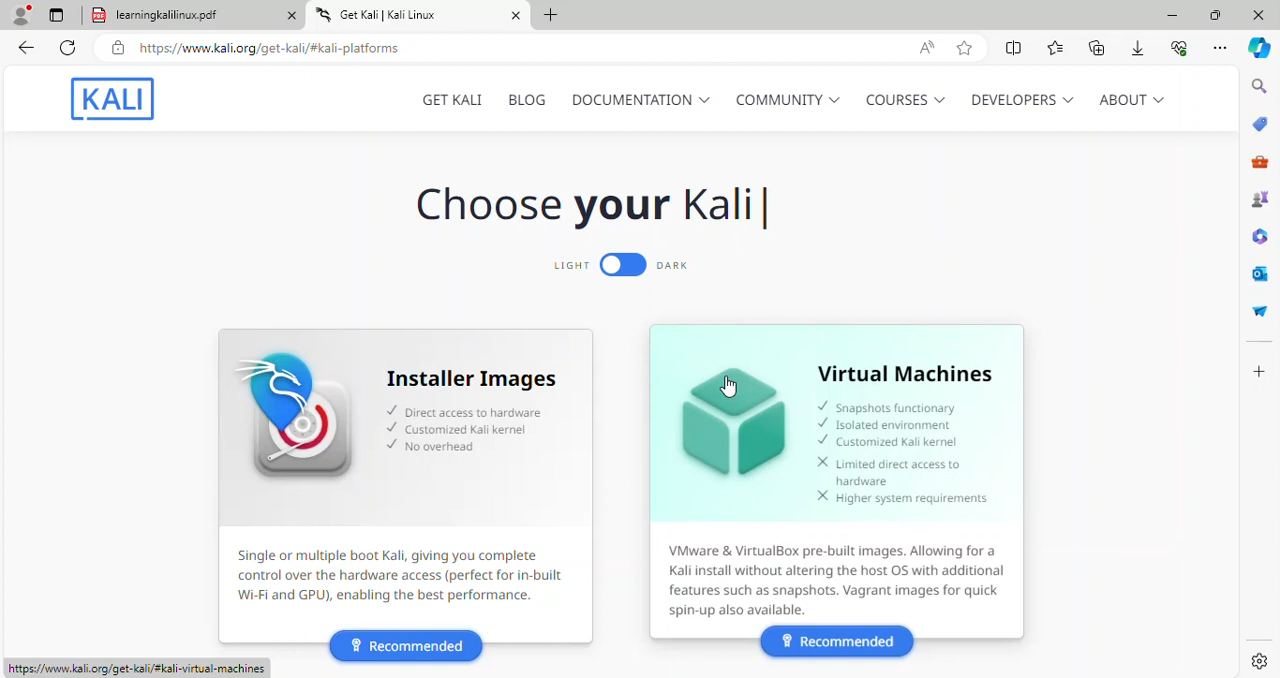 learningkalilinux.pdf
Get Kali | Kali Linux
https://www.kali.org/get-kali/#kali-platforms
KALI
GET KALI BLOG DOCUMENTATION COMMUNITY COURSES DEVELOPERS ABOUT
Choose your Kali|
LIGHT DARK
Installer Images
Direct access to hardware
Customized Kali kernel
No overhead
Single or multiple boot Kali, giving you complete
control over the hardware access (perfect for in-built
Wi-Fi and GPU), enabling the best performance.
Recommended
Virtual Machines
Snapshots functionary
Isolated environment
Customized Kali kernel
Limited direct access to
hardware
Higher system requirements
VMware & VirtualBox pre-built images. Allowing for a
Kali install without altering the host OS with additional
features such as snapshots. Vagrant images for quick
spin-up also available.
Recommended
https://www.kali.org/get-kali/#kali-virtual-machines